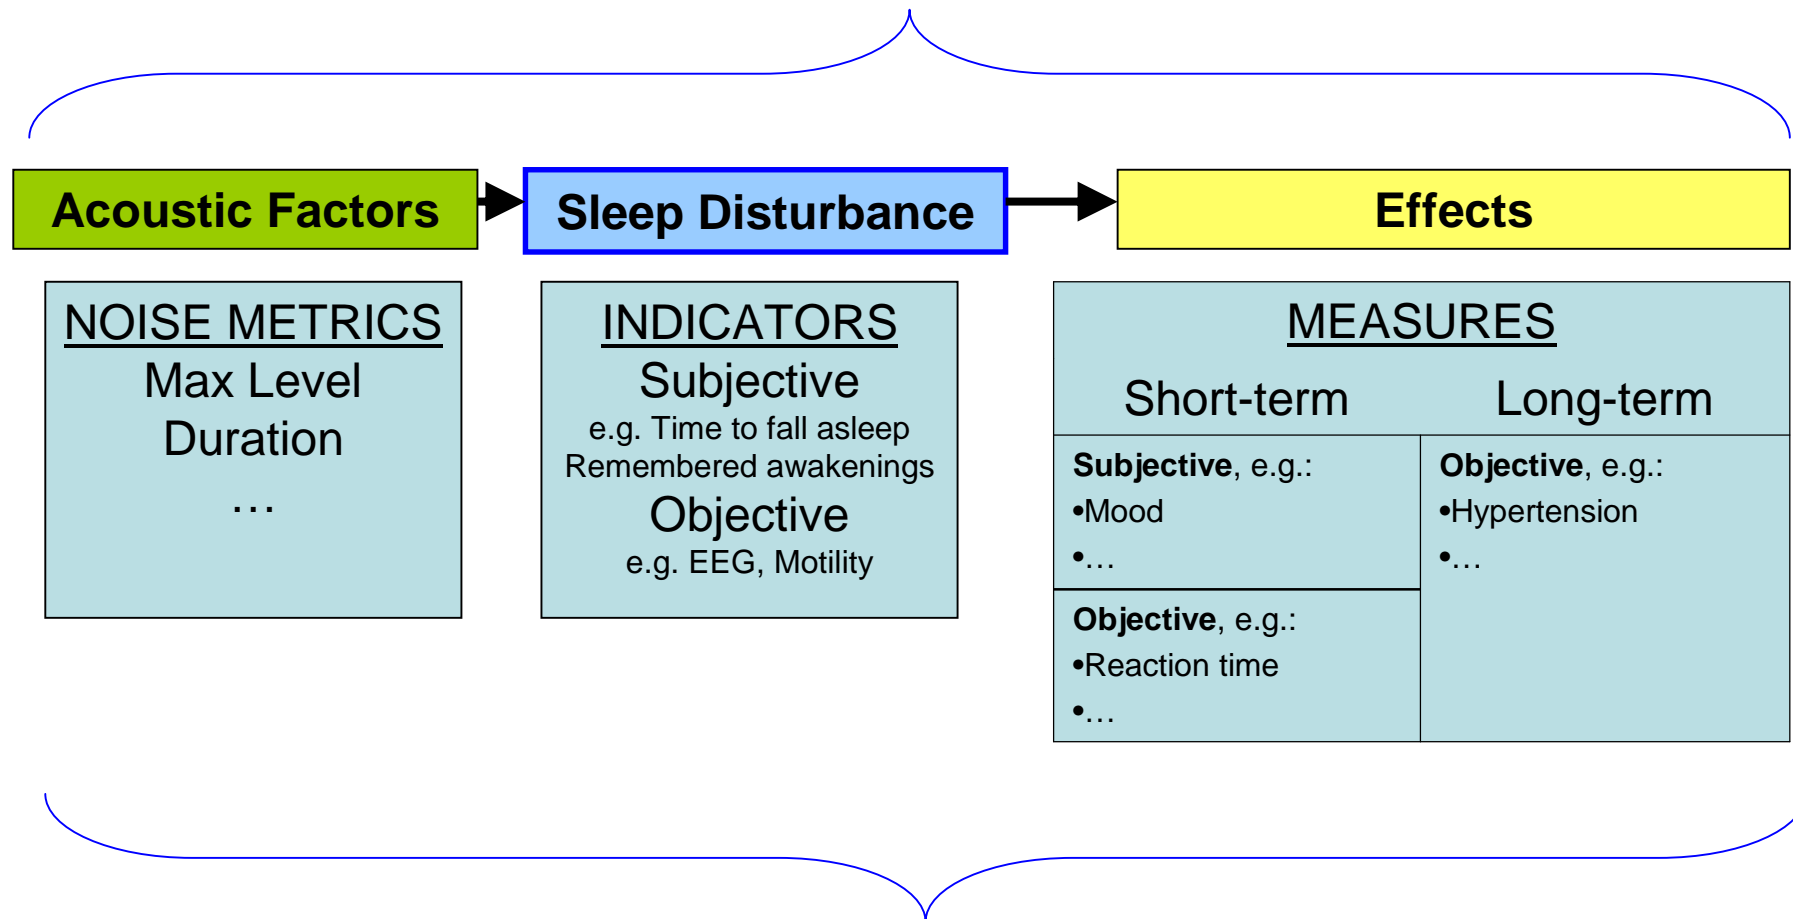 Acoustic Factors
Sleep Disturbance
Effects
NOISE METRICS
Max Level
Duration
…
INDICATORS
Subjective
e.g. Time to fall asleep
Remembered awakenings
Objective
e.g. EEG, Motility
MEASURES
Short-term
Long-term
Subjective, e.g.:
•Mood
•…
Objective, e.g.:
•Reaction time
•…
Objective, e.g.:
•Hypertension
•…